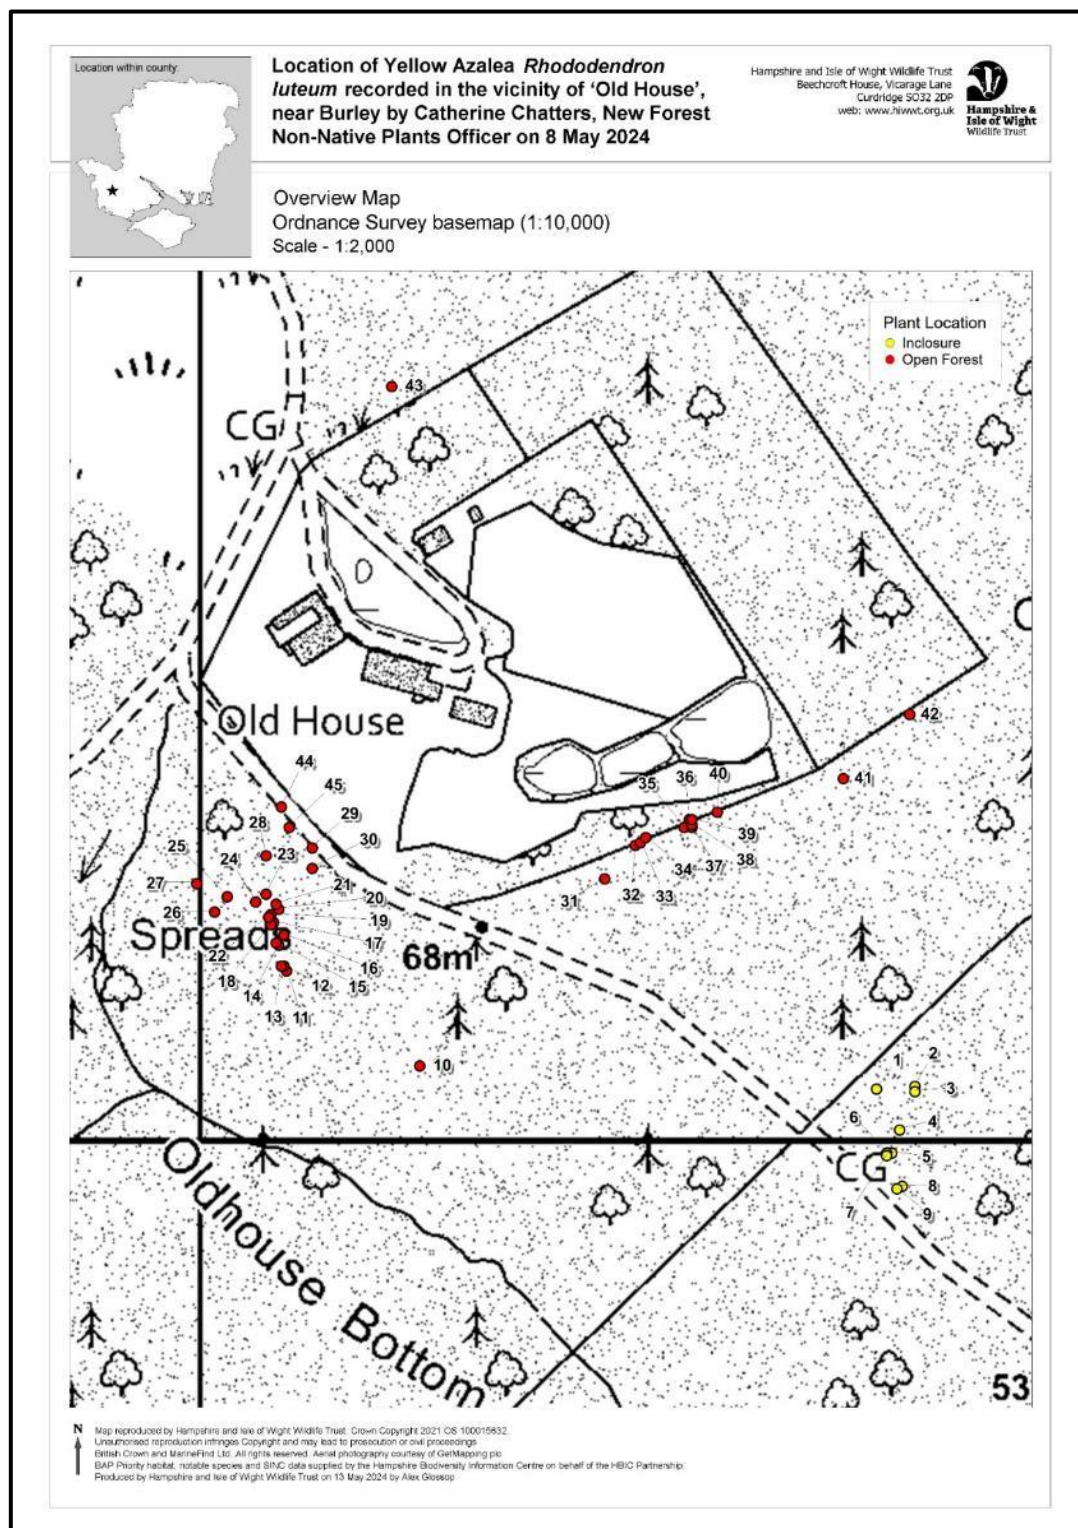 Location within county:
Location of Yellow Azalea Rhododendron
luteum recorded in the vicinity of 'Old House',
near Burley by Catherine Chatters, New Forest
Non-Native Plants Officer on 8 May 2024
Hampshire and Isle of Wight Wildlife Trust
Beechcroft House, Vicarage Lane
Curdridge SO32 2DP
web: www.hiwwt.org.uk
Hampshire &
Isle of Wight
Wildlife Trust
Overview Map
Ordnance Survey basemap (1:10,000)
Scale - 1:2,000
Plant Location
Inclosure
Open Forest
43
CG
Old House
42
41
44
45
35
36
40
28
29
25
24
23
30
39
27
21
34
37
38
31
32
33
26
20
19
Spreads
17
22
16
68m
18
14
12
15
13
11
10
1
2
3
6
4
5
CG
8
7
9
Oldhouse Bottom
53
N
Map reproduced by Hampshire and Isle of Wight Wildlife Trust. Crown Copyright 2021 OS 100015632.
Unauthorised reproduction infringes Copyright and may lead to prosecution or civil proceedings
British Crown and MarineFind Ltd. All rights reserved. Aerial photography courtesy of GetMapping plc
BAP Priority habitat, notable species and SINC data supplied by the Hampshire Biodiversity Information Centre on behalf of the HBIC Partnership.
Produced by Hampshire and Isle of Wight Wildlife Trust on 13 May 2024 by Alex Glossop